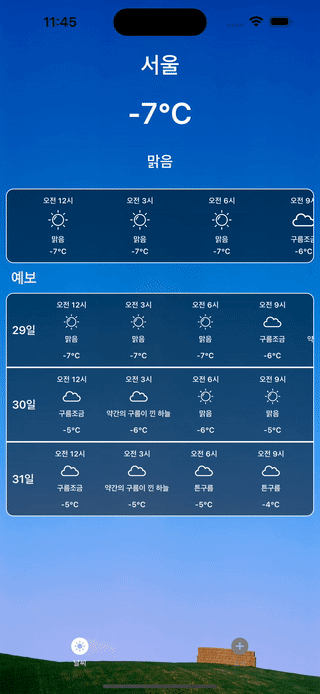 11:45
서울
-7°C
맑음
오전 12시 오전 3시 오전 6시 오전 9
맑음 맑음 맑음 구름조금
-7°C -7°C -7°C -6°C
예보
오전 12시 오전 3시 오전 6시 오전 9시
29일
맑음 맑음 맑음 구름조금
-7°C -7°C -7°C -6°C
오전 12시 오전 3시 오전 6시 오전 9시
30일
구름조금 약간의 구름이 낀 하늘 맑음 맑음
-5°C -6°C -6°C -5°C
오전 12시 오전 3시 오전 6시 오전 9시
31일
구름조금 약간의 구름이 낀 하늘 튼구름 튼구름
-5°C -5°C -5°C -4°C
날씨